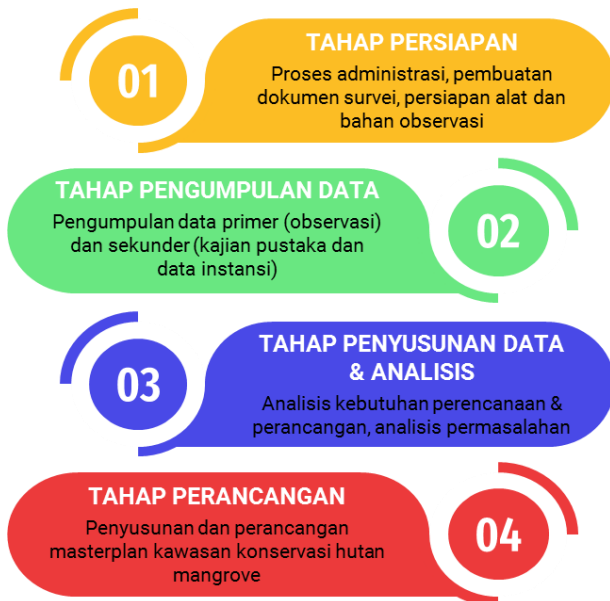 01
TAHAP PERSIAPAN
Proses administrasi, pembuatan
dokumen survei, persiapan alat dan
bahan observasi
TAHAP PENGUMPULAN DATA
Pengumpulan data primer (observasi)
dan sekunder (kajian pustaka dan
data instansi)
02
03
TAHAP PENYUSUNAN DATA
& ANALISIS
Analisis kebutuhan perencanaan &
perancangan, analisis permasalahan
TAHAP PERANCANGAN
Penyusunan dan perancangan
masterplan kawasan konservasi hutan
mangrove
04